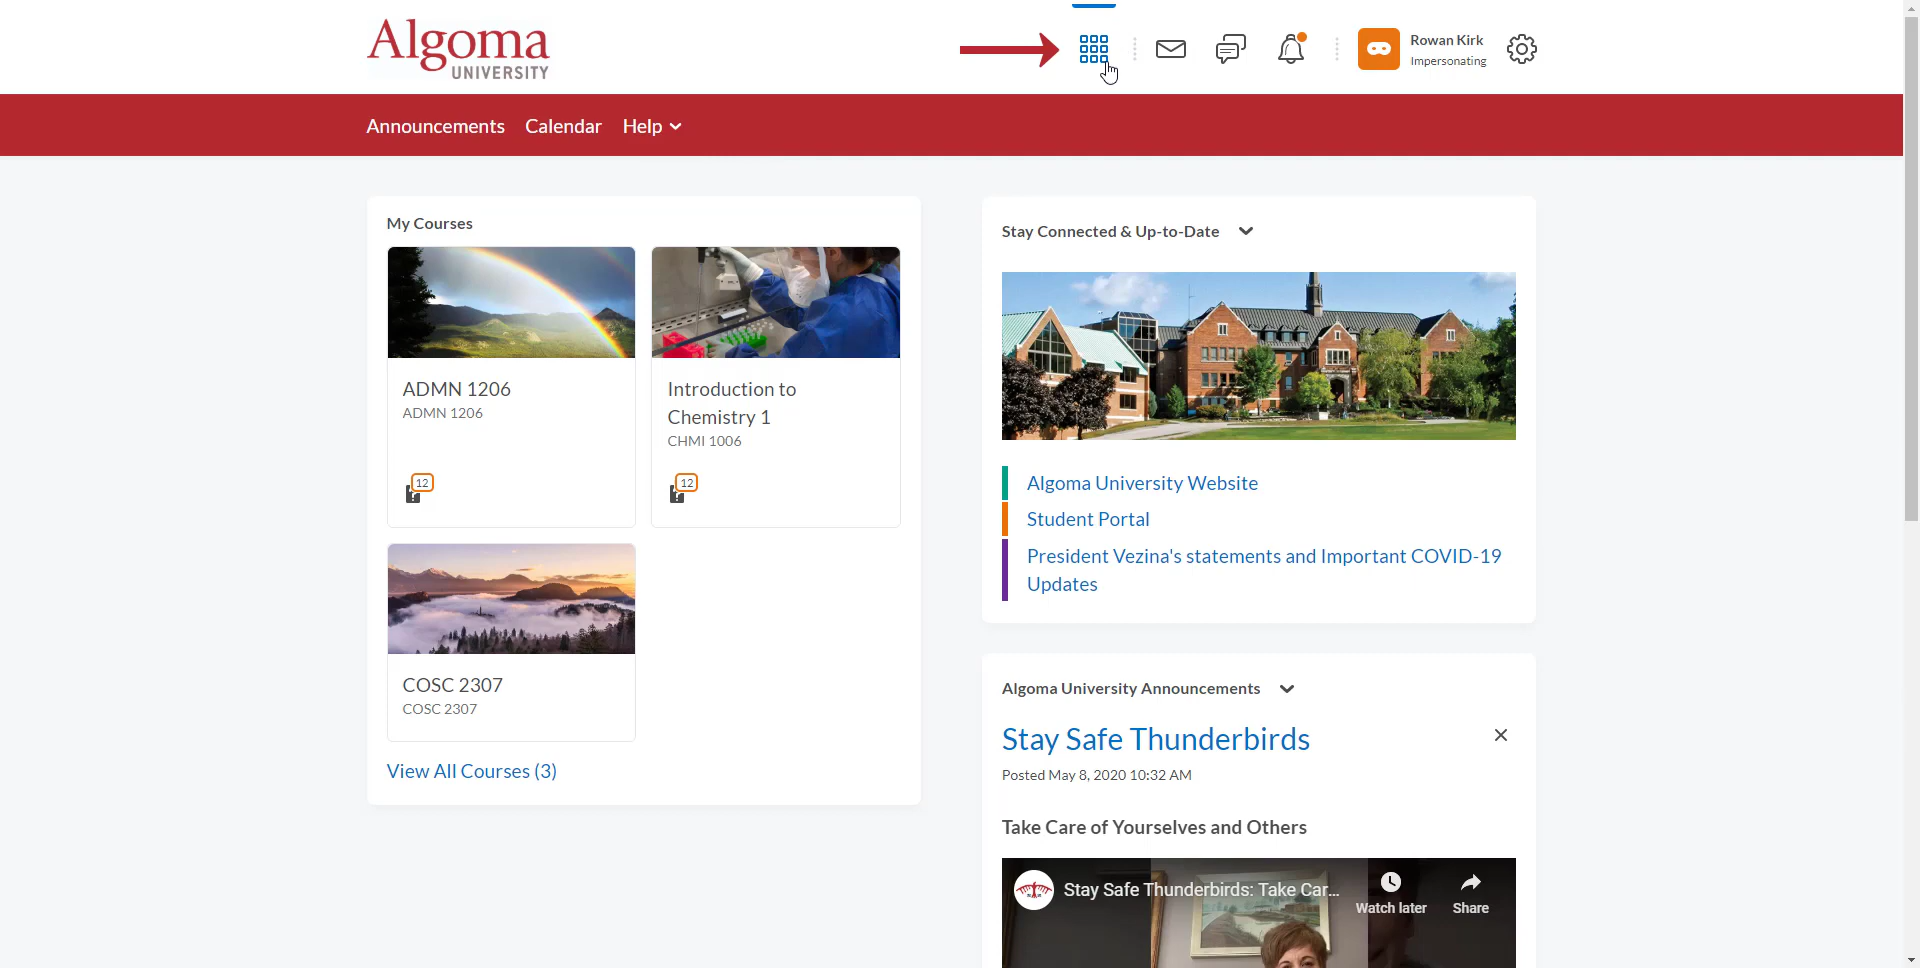 Algoma
UNIVERSITY
Rowan Kirk
Impersonating
Announcements Calendar Help
My Courses
ADMN 1206
ADMN 1206
12
Introduction to
Chemistry 1
CHMI 1006
12
COSC 2307
COSC 2307
View All Courses (3)
Stay Connected & Up-to-Date
Algoma University Website
Student Portal
President Vezina's statements and Important COVID-19
Updates
Algoma University Announcements
Stay Safe Thunderbirds
Posted May 8, 2020 10:32 AM
Take Care of Yourselves and Others
Stay Safe Thunderbirds: Take Car...
Watch later
Share